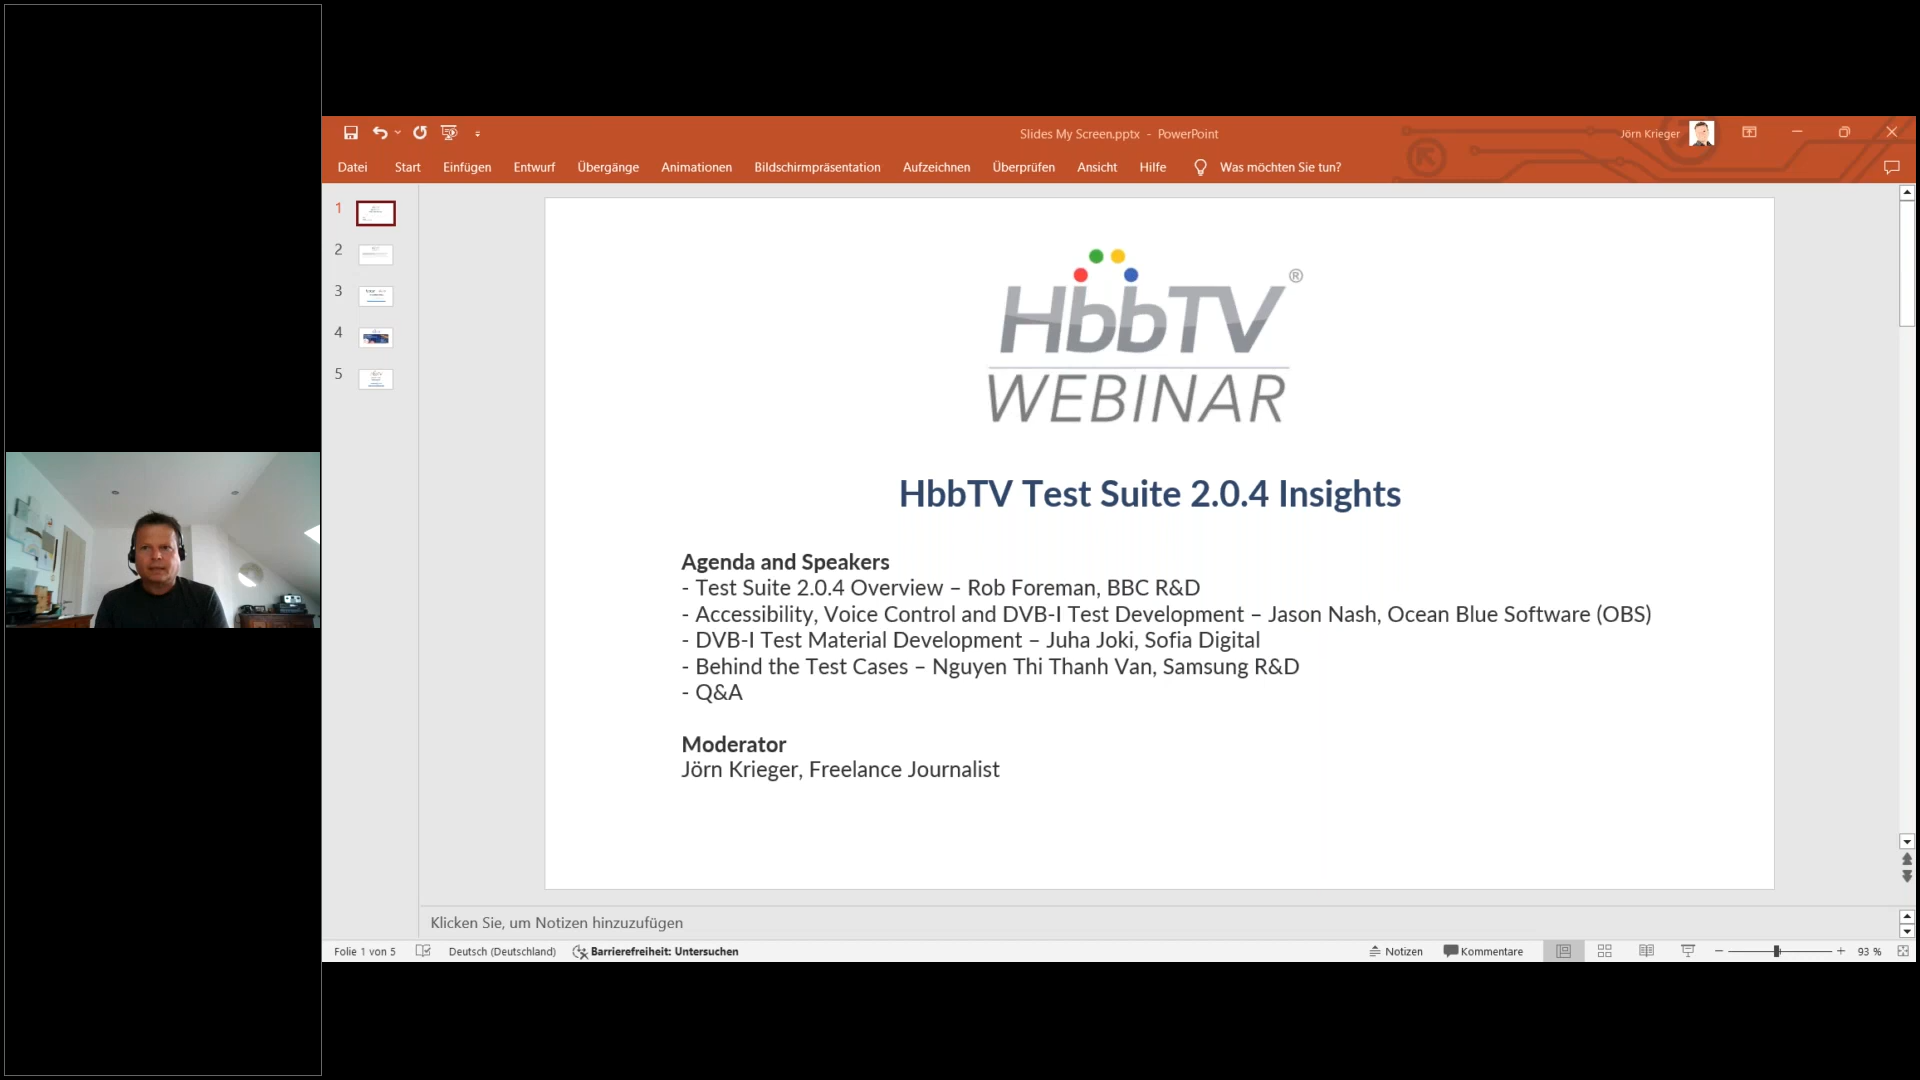 Slides My Screen.pptx - PowerPoint
Jörn Krieger
Datei Start Einfügen Entwurf Übergänge Animationen Bildschirmpräsentation Aufzeichnen Überprüfen Ansicht Hilfe Was möchten Sie tun?
1
2
3
4
5
HbbTV®
WEBINAR
HbbTV Test Suite 2.0.4 Insights
Agenda and Speakers
- Test Suite 2.0.4 Overview – Rob Foreman, BBC R&D
- Accessibility, Voice Control and DVB-I Test Development – Jason Nash, Ocean Blue Software (OBS)
- DVB-I Test Material Development – Juha Joki, Sofia Digital
- Behind the Test Cases – Nguyen Thi Thanh Van, Samsung R&D
- Q&A
Moderator
Jörn Krieger, Freelance Journalist
Klicken Sie, um Notizen hinzuzufügen
Folie 1 von 5 Deutsch (Deutschland) Barrierefreiheit: Untersuchen Notizen Kommentare 93 %